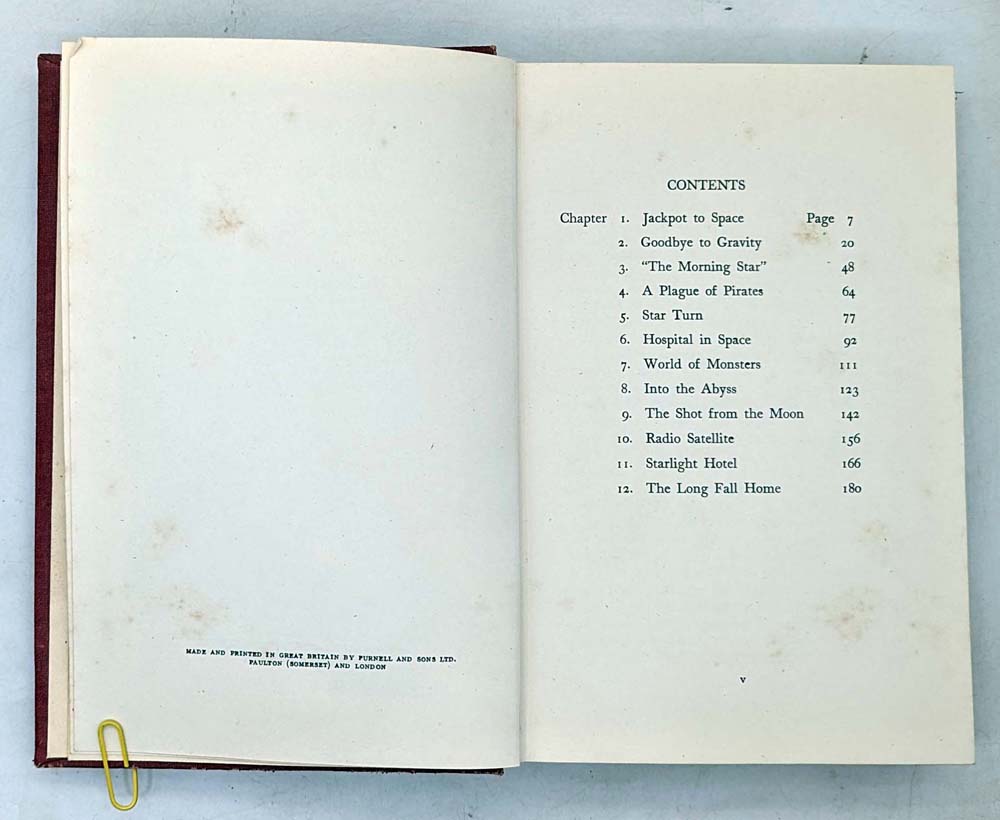 MADE AND PRINTED IN GREAT BRITAIN BY PURNELL AND SONS LTD.
PAULTON (SOMERSET) AND LONDON
CONTENTS
Chapter 1. Jackpot to Space Page 7
2. Goodbye to Gravity 20
3. “The Morning Star” 48
4. A Plague of Pirates 64
5. Star Turn 77
6. Hospital in Space 92
7. World of Monsters 111
8. Into the Abyss 123
9. The Shot from the Moon 142
10. Radio Satellite 156
11. Starlight Hotel 166
12. The Long Fall Home 180
v